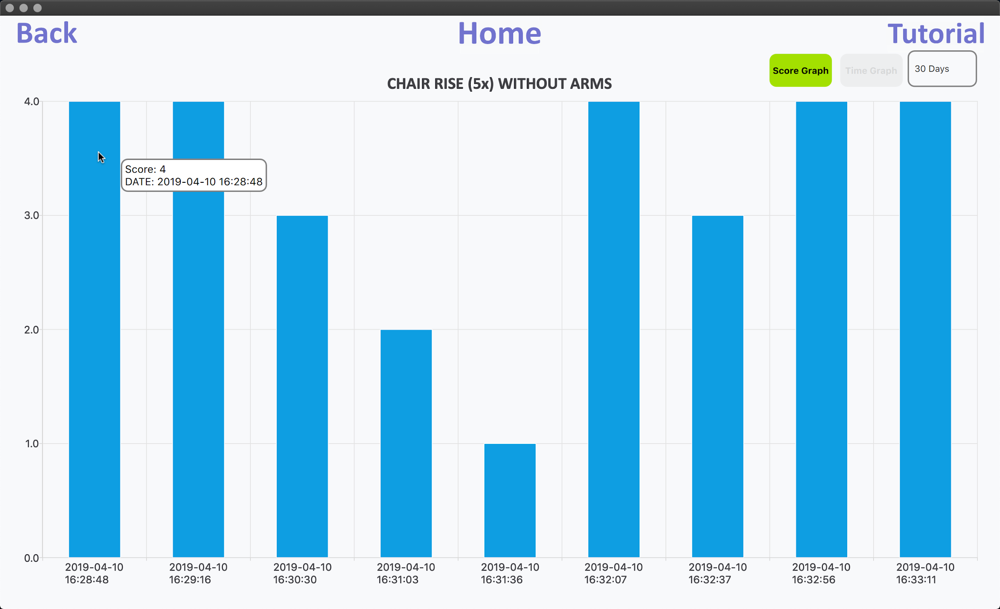 Back
Home
Tutorial
Score Graph
Time Graph
30 Days
CHAIR RISE (5x) WITHOUT ARMS
4.0
Score: 4
DATE: 2019-04-10 16:28:48
3.0
2.0
1.0
0.0
2019-04-10
16:28:48
2019-04-10
16:29:16
2019-04-10
16:30:30
2019-04-10
16:31:03
2019-04-10
16:31:36
2019-04-10
16:32:07
2019-04-10
16:32:37
2019-04-10
16:32:56
2019-04-10
16:33:11